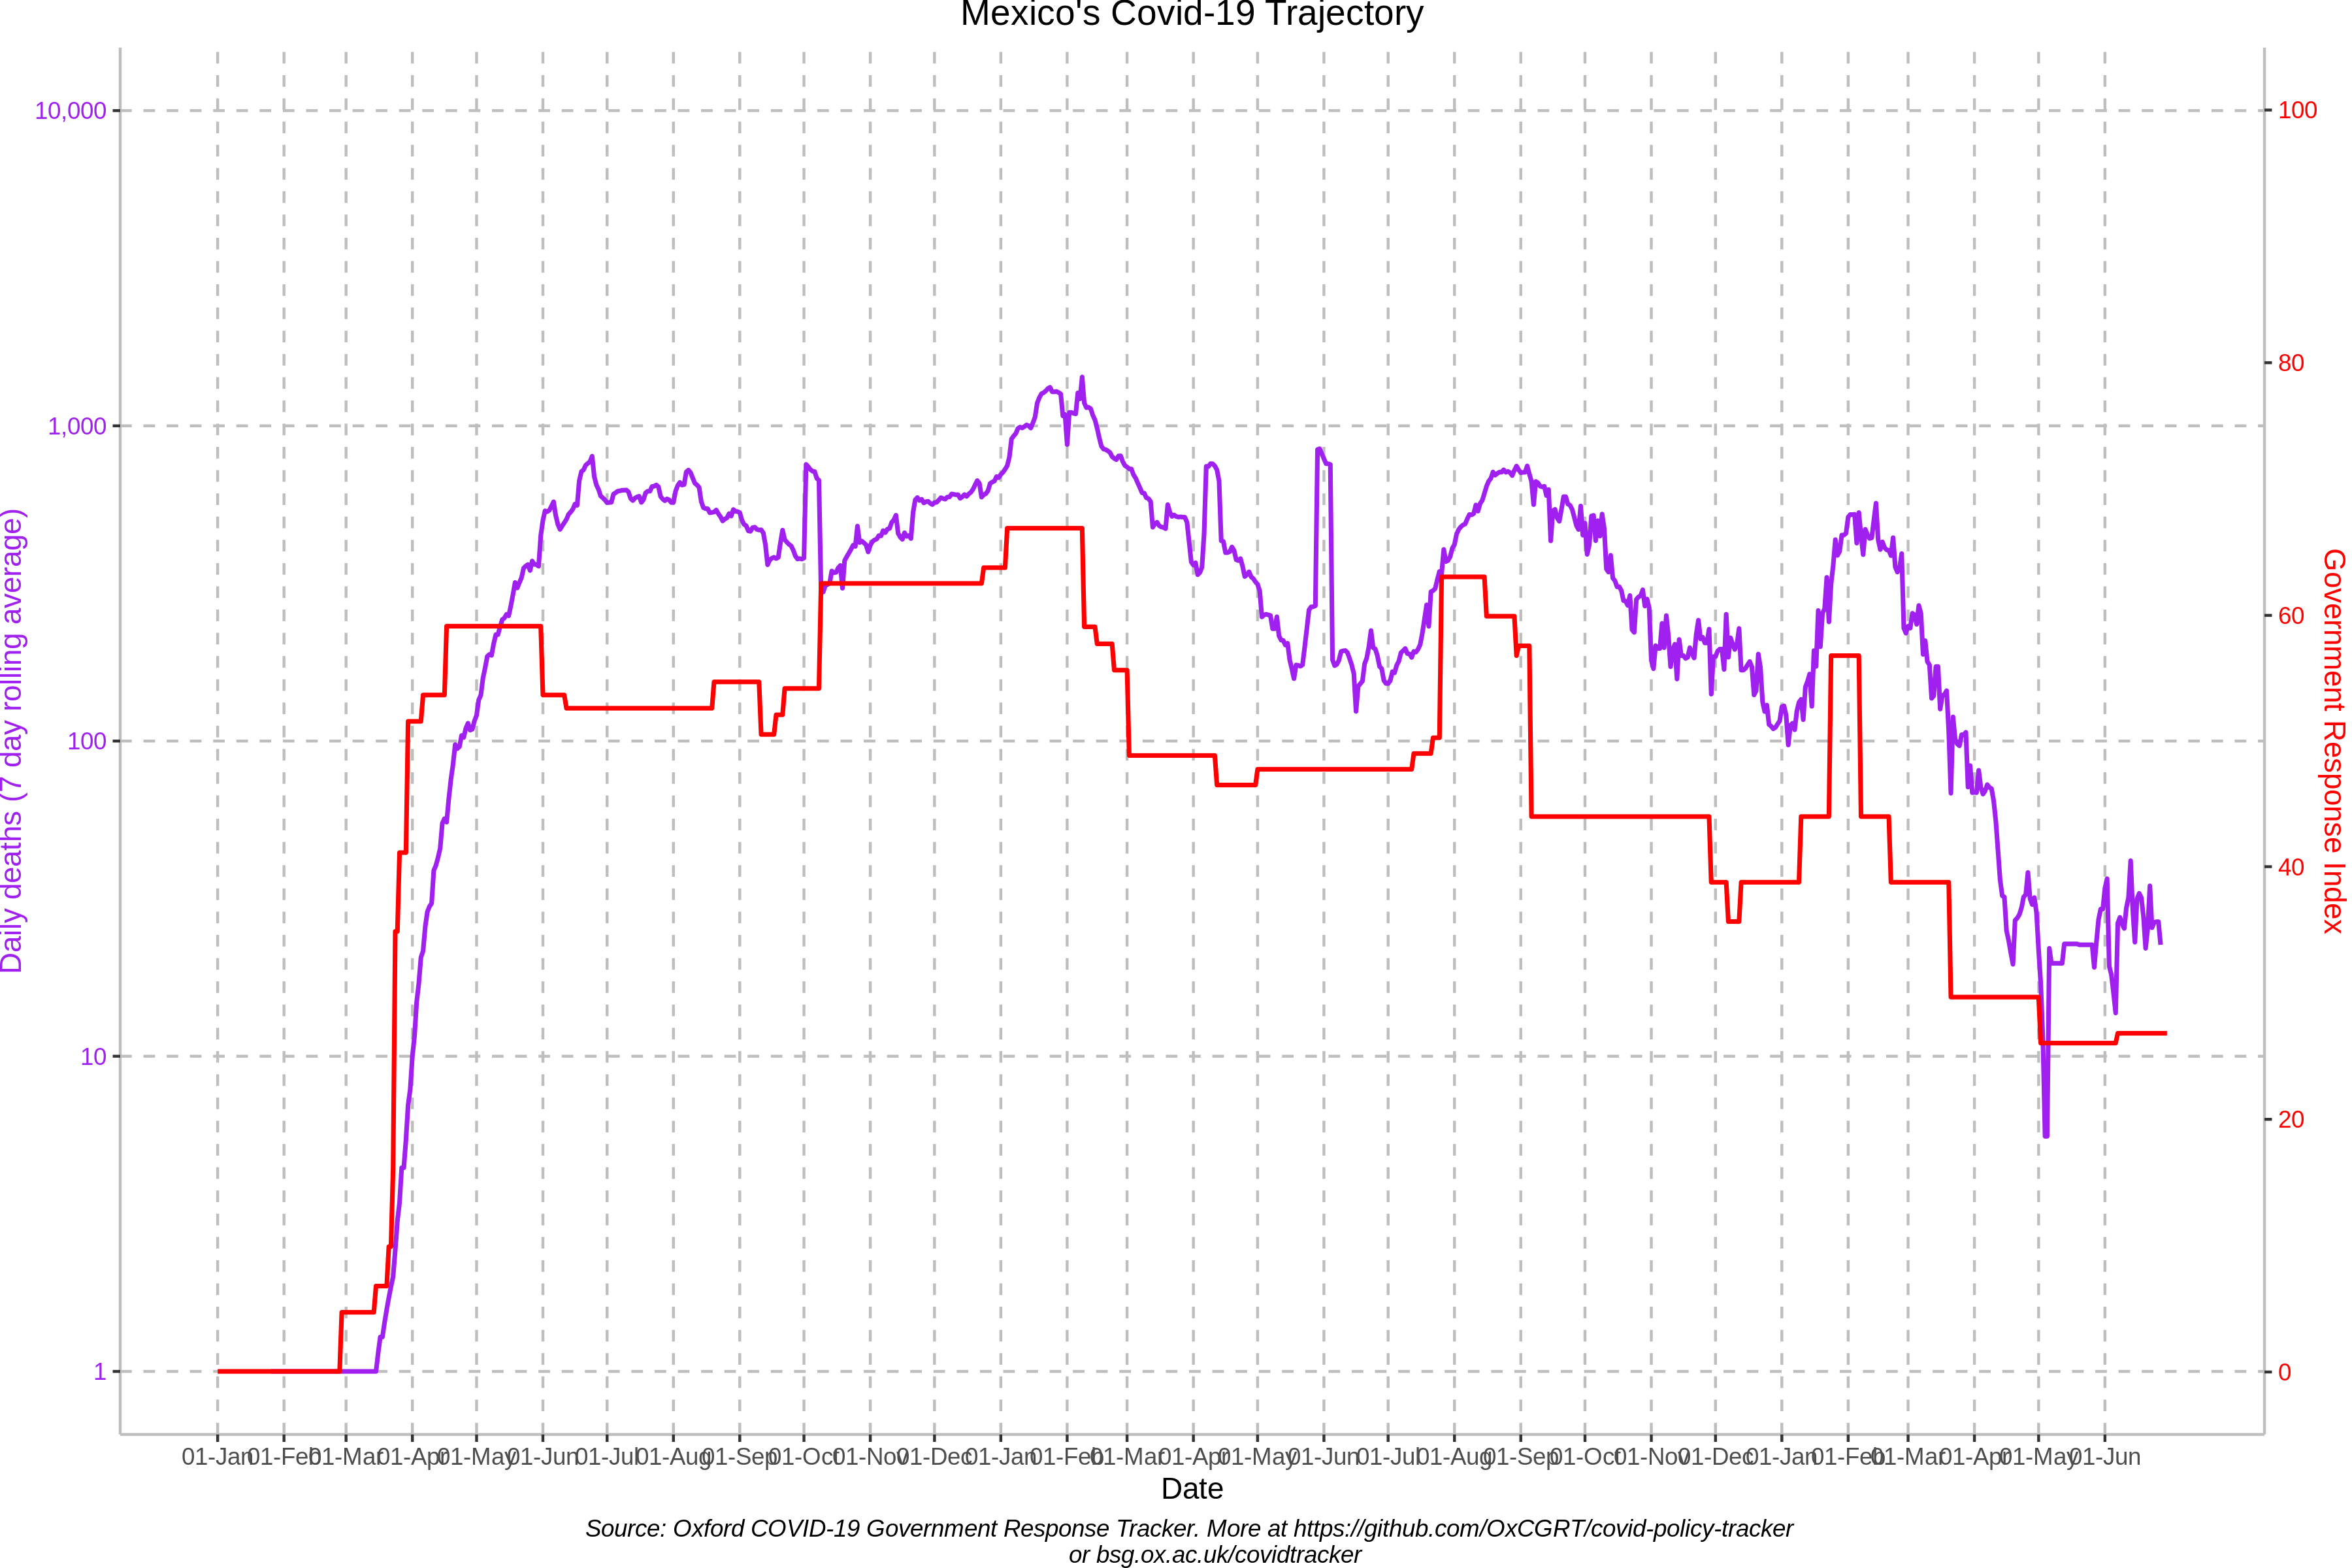 Mexico's Covid-19 Trajectory
Daily deaths (7 day rolling average)
10,000
1,000
100
10
1
100
80
60
40
20
0
Government Response Index
01-Jan 01-Feb 01-Mar 01-Apr 01-May 01-Jun 01-Jul 01-Aug 01-Sep 01-Oct 01-Nov 01-Dec 01-Jan 01-Feb 01-Mar 01-Apr 01-May 01-Jun 01-Jul 01-Aug 01-Sep 01-Oct 01-Nov 01-Dec 01-Jan 01-Feb 01-Mar 01-Apr 01-May 01-Jun
Date
Source: Oxford COVID-19 Government Response Tracker. More at https://github.com/OxCGRT/covid-policy-tracker
or bsg.ox.ac.uk/covidtracker